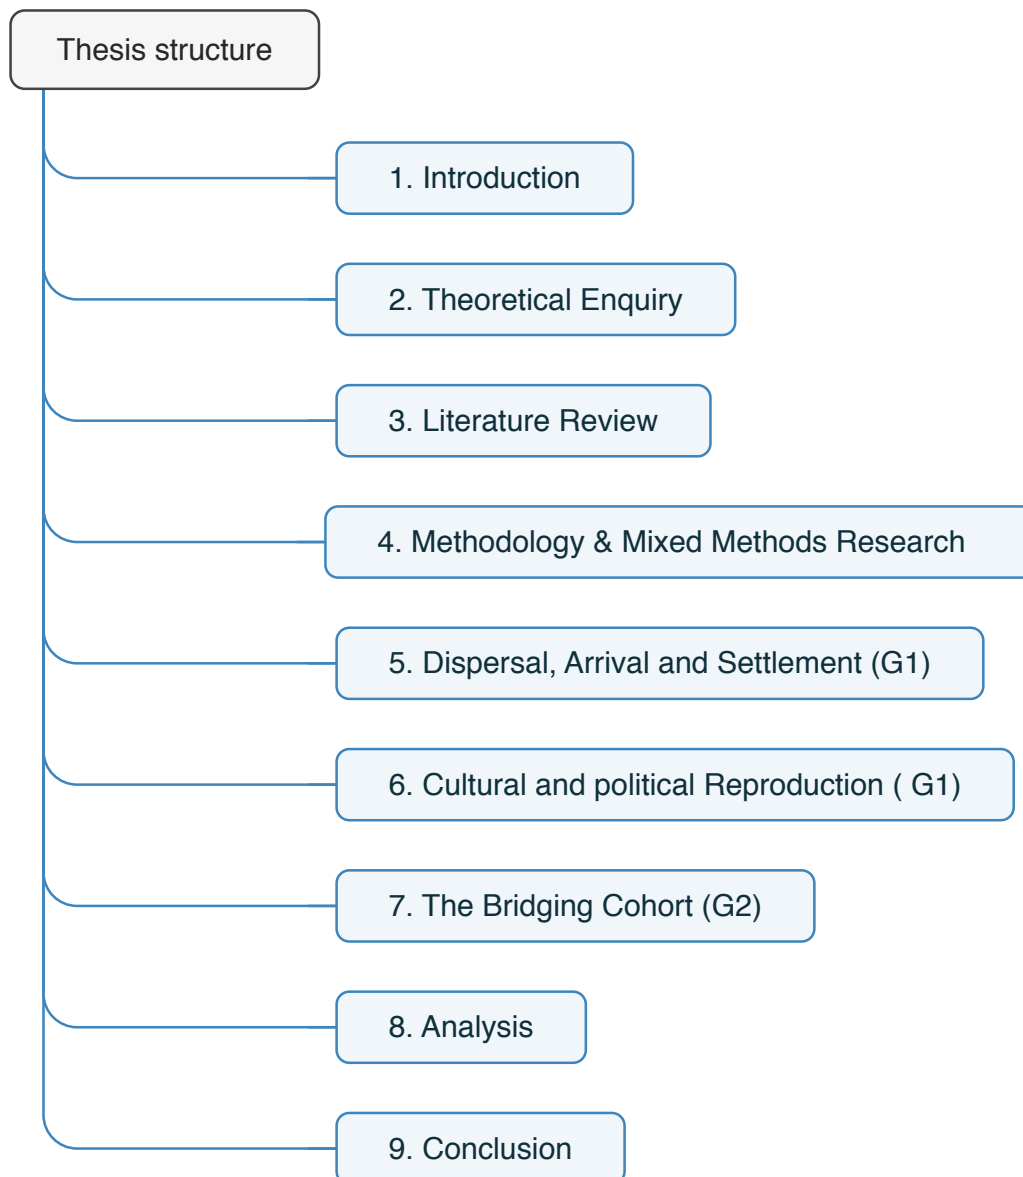 Thesis structure
1. Introduction
2. Theoretical Enquiry
3. Literature Review
4. Methodology & Mixed Methods Research
5. Dispersal, Arrival and Settlement (G1)
6. Cultural and political Reproduction ( G1)
7. The Bridging Cohort (G2)
8. Analysis
9. Conclusion